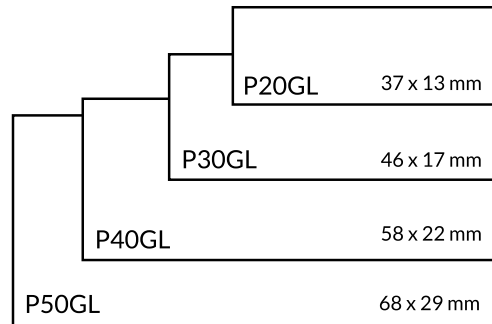 P20GL 37 x 13 mm
P30GL 46 x 17 mm
P40GL 58 x 22 mm
P50GL 68 x 29 mm